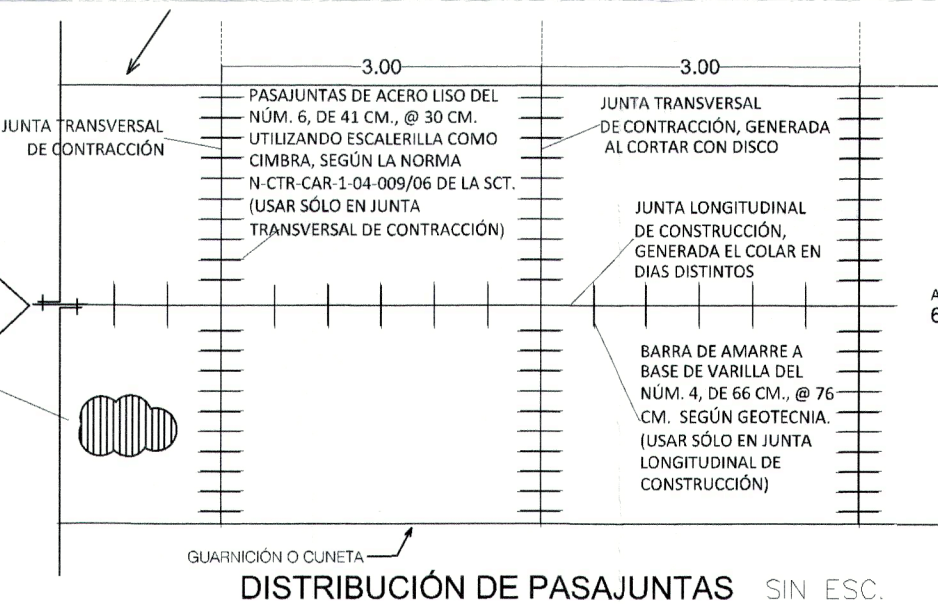 3.00
3.00
JUNTA TRANSVERSAL
DE CONTRACCIÓN
PASAJUNTAS DE ACERO LISO DEL
NÚM. 6, DE 41 CM., @ 30 CM.
UTILIZANDO ESCALERILLA COMO
CIMBRA, SEGÚN LA NORMA
N-CTR-CAR-1-04-009/06 DE LA SCT.
(USAR SÓLO EN JUNTA
TRANSVERSAL DE CONTRACCIÓN)
JUNTA TRANSVERSAL
DE CONTRACCIÓN, GENERADA
AL CORTAR CON DISCO
JUNTA LONGITUDINAL
DE CONSTRUCCIÓN,
GENERADA EL COLAR EN
DIAS DISTINTOS
BARRA DE AMARRE A
BASE DE VARILLA DEL
NÚM. 4, DE 66 CM., @ 76
CM. SEGÚN GEOTECNIA.
(USAR SÓLO EN JUNTA
LONGITUDINAL DE
CONSTRUCCIÓN)
GUARNICIÓN O CUNETA
DISTRIBUCIÓN DE PASAJUNTAS SIN ESC.